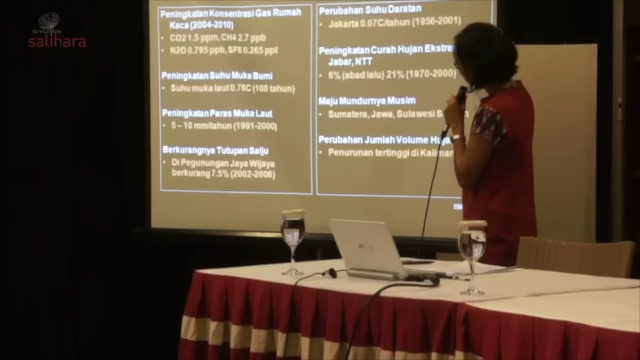 salihara
Peningkatan Konsentrasi Gas Rumah
Kaca (2004-2010)
• CO2 1.5 ppm, CH4 2.7 ppb
• N2O 0.795 ppb, SF6 0.265 ppt
Peningkatan Suhu Muka Bumi
• Suhu muka laut 0.76C (100 tahun)
Peningkatan Paras Muka Laut
• 5 – 10 mm/tahun (1991-2000)
Berkurangnya Tutupan Salju
• Di Pegunungan Jaya Wijaya
berkurang 7.5% (2002-2006)
Perubahan Suhu Daratan
• Jakarta 0.07C/tahun (1956-2001)
Peningkatan Curah Hujan
Jabar, NTT
• 6% (abad lalu) 21% (1970-2000)
Maju Mundurnya Musim
• Sumatera, Jawa, Sulawesi
Perubahan Jumlah Volume
• Penurunan tertinggi di